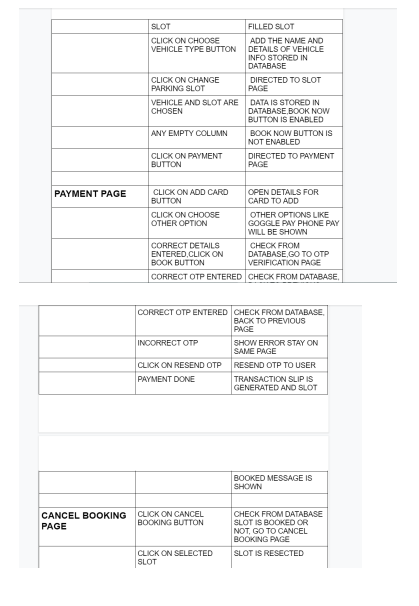 SLOT FILLED SLOT
CLICK ON CHOOSE ADD THE NAME AND
VEHICLE TYPE BUTTON DETAILS OF VEHICLE
INFO STORED IN
DATABASE
CLICK ON CHANGE DIRECTED TO SLOT
PARKING SLOT PAGE
VEHICLE AND SLOT ARE DATA IS STORED IN
CHOSEN DATABASE,BOOK NOW
BUTTON IS ENABLED
ANY EMPTY COLUMN BOOK NOW BUTTON IS
NOT ENABLED
CLICK ON PAYMENT DIRECTED TO PAYMENT
BUTTON PAGE
PAYMENT PAGE CLICK ON ADD CARD OPEN DETAILS FOR
BUTTON CARD TO ADD
CLICK ON CHOOSE OTHER OPTIONS LIKE
OTHER OPTION GOGGLE PAY PHONE PAY
WILL BE SHOWN
CORRECT DETAILS CHECK FROM
ENTERED,CLICK ON DATABASE,GO TO OTP
BOOK BUTTON VERIFICATION PAGE
CORRECT OTP ENTERED CHECK FROM DATABASE,
CORRECT OTP ENTERED CHECK FROM DATABASE,
BACK TO PREVIOUS
PAGE
INCORRECT OTP SHOW ERROR STAY ON
SAME PAGE
CLICK ON RESEND OTP RESEND OTP TO USER
PAYMENT DONE TRANSACTION SLIP IS
GENERATED AND SLOT
BOOKED MESSAGE IS
SHOWN
CANCEL BOOKING CLICK ON CANCEL CHECK FROM DATABASE
PAGE BOOKING BUTTON SLOT IS BOOKED OR
NOT, GO TO CANCEL
BOOKING PAGE
CLICK ON SELECTED SLOT IS RESECTED
SLOT